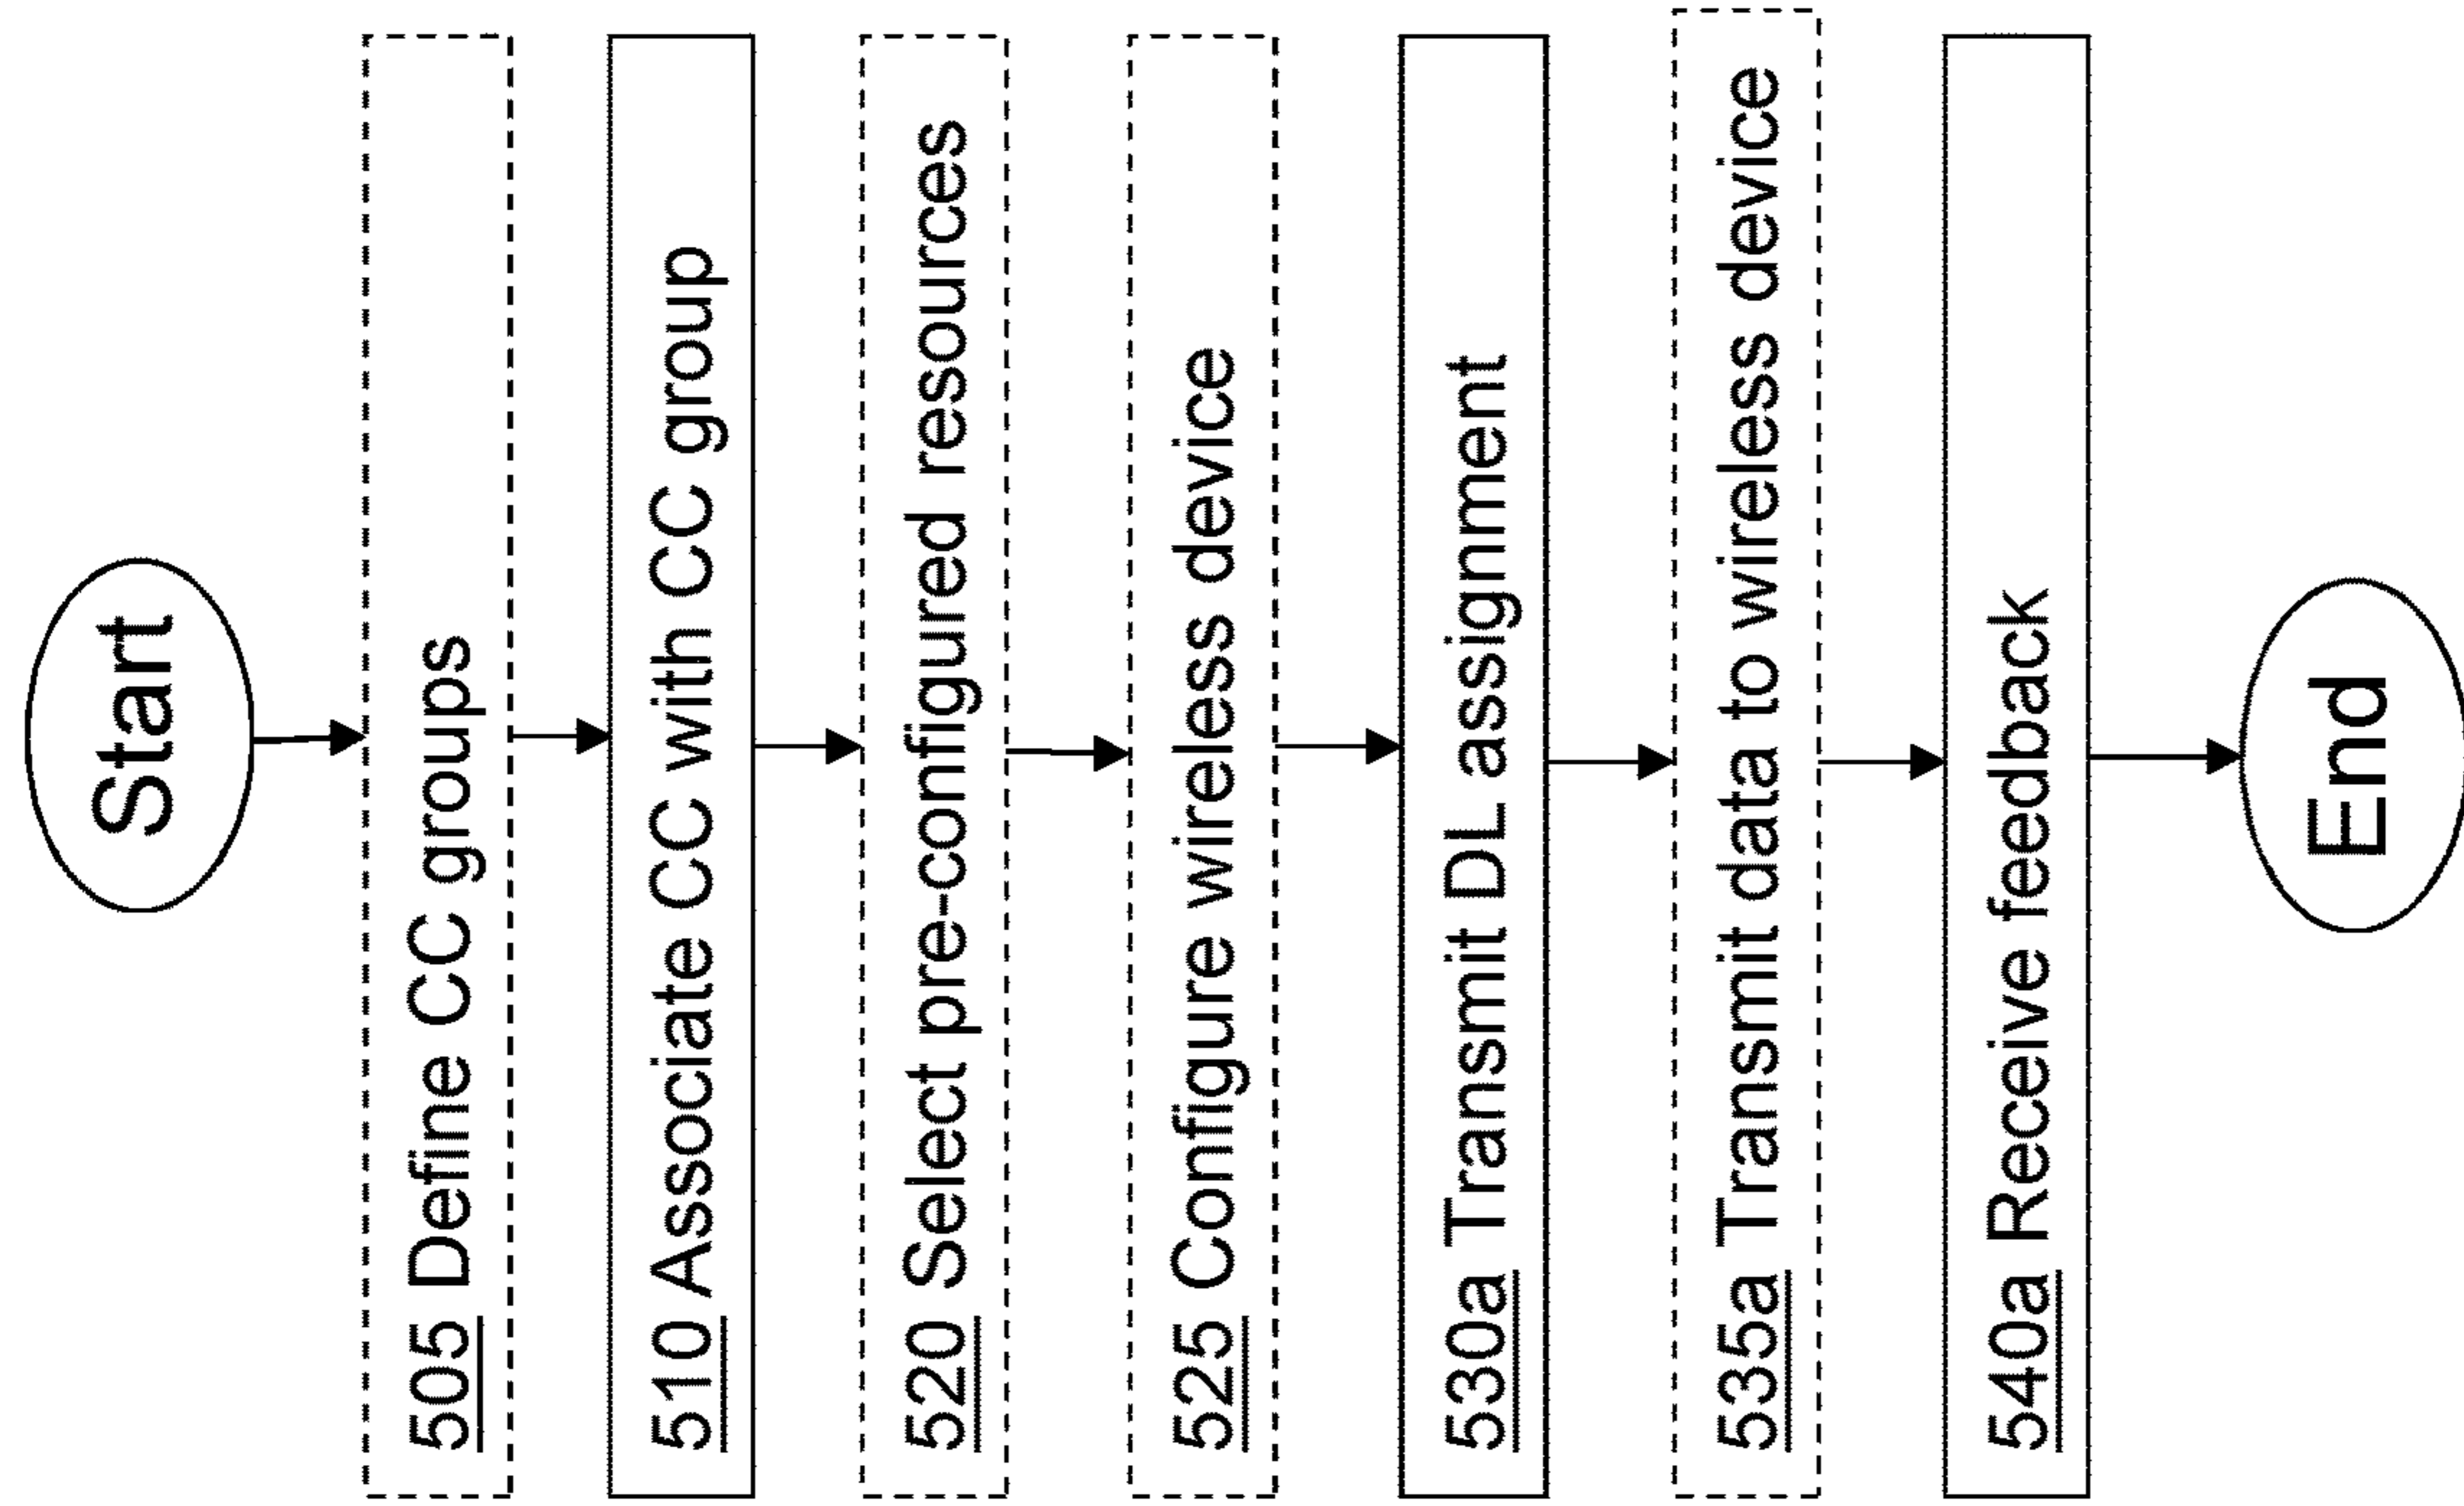 Start
505 Define CC groups
510 Associate CC with CC group
520 Select pre-configured resources
525 Configure wireless device
530a Transmit DL assignment
535a Transmit data to wireless device
540a Receive feedback
End